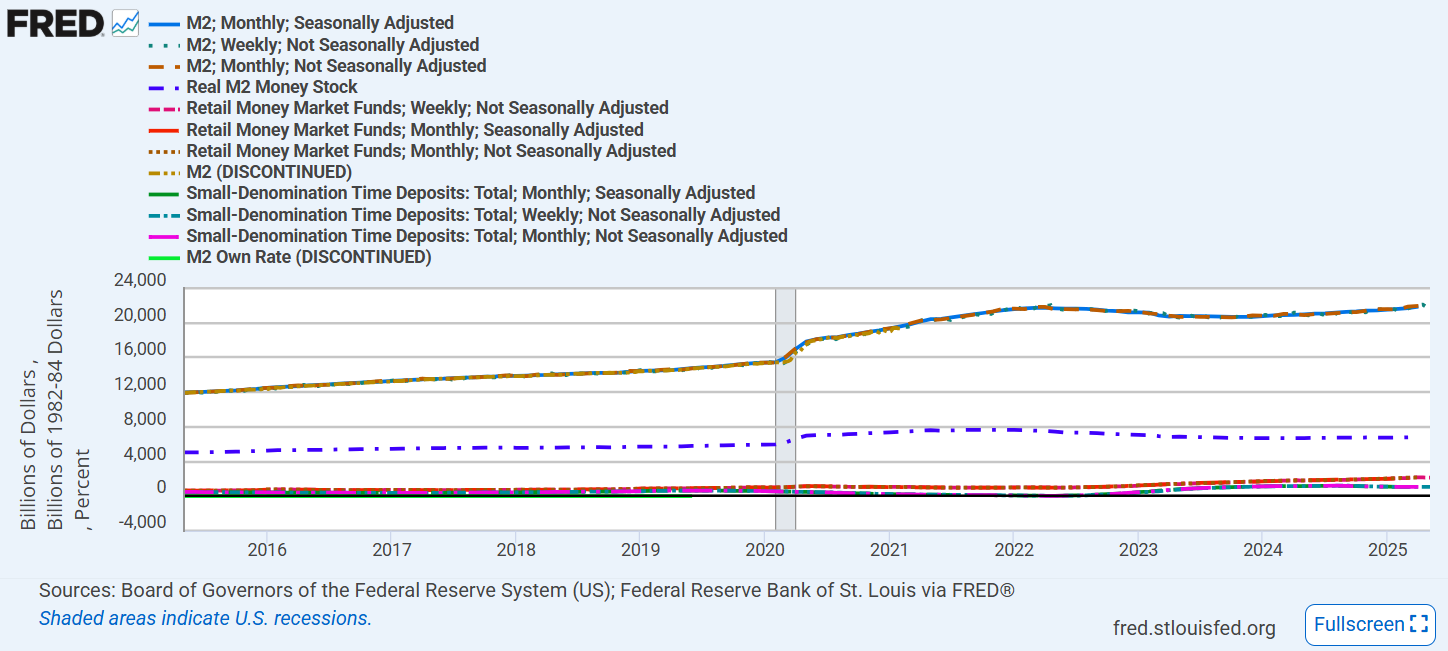 FRED
M2; Monthly; Seasonally Adjusted
M2; Weekly; Not Seasonally Adjusted
M2; Monthly; Not Seasonally Adjusted
Real M2 Money Stock
Retail Money Market Funds; Weekly; Not Seasonally Adjusted
Retail Money Market Funds; Monthly; Seasonally Adjusted
Retail Money Market Funds; Monthly; Not Seasonally Adjusted
M2 (DISCONTINUED)
Small-Denomination Time Deposits: Total; Monthly; Seasonally Adjusted
Small-Denomination Time Deposits: Total; Weekly; Not Seasonally Adjusted
Small-Denomination Time Deposits: Total; Monthly; Not Seasonally Adjusted
M2 Own Rate (DISCONTINUED)
Billions of Dollars ,
Billions of 1982-84 Dollars
, Percent
24,000
20,000
16,000
12,000
8,000
4,000
0
-4,000
2016 2017 2018 2019 2020 2021 2022 2023 2024 2025
Sources: Board of Governors of the Federal Reserve System (US); Federal Reserve Bank of St. Louis via FRED®
Shaded areas indicate U.S. recessions.
fred.stlouisfed.org
Fullscreen